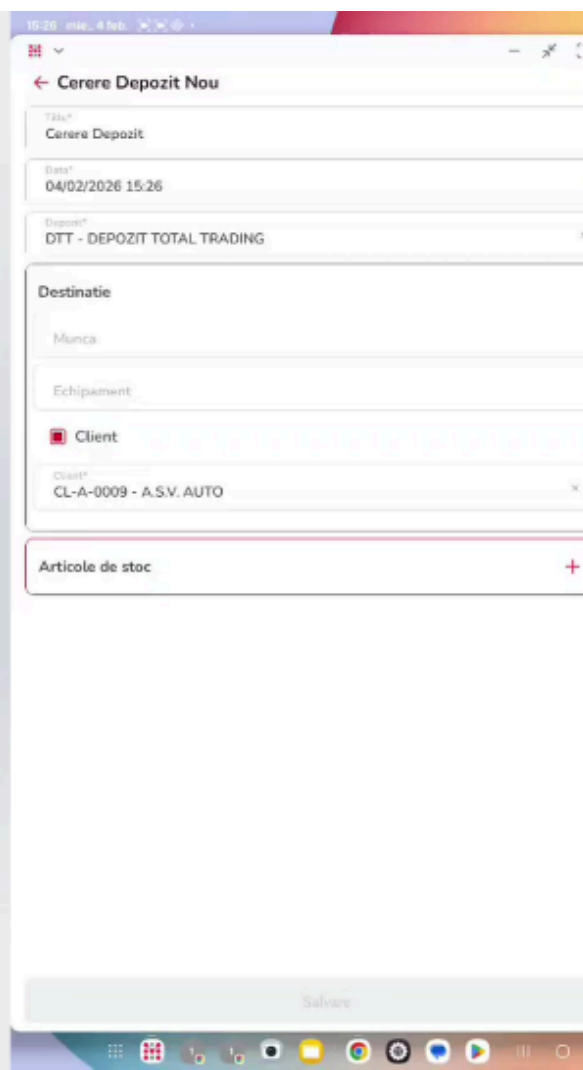 15:26 mie., 4 feb.
Cerere Depozit Nou
Title*
Cerere Depozit
Data*
04/02/2026 15:26
Depozit*
DTT - DEPOZIT TOTAL TRADING
Destinatie
Munca
Echipament
Client
Client*
CL-A-0009 - A.S.V. AUTO
Articole de stoc
Salvare